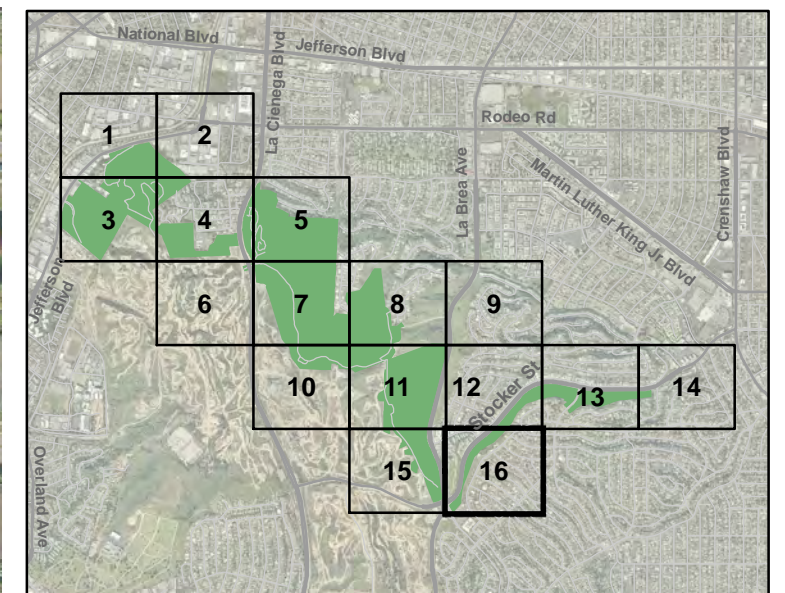 National Blvd
Jefferson Blvd
La Cienega Blvd
Rodeo Rd
La Brea Ave
Martin Luther King Jr Blvd
Crenshaw Blvd
1
2
3
4
5
Jefferson
Blvd
6
7
8
9
10
11
12
Stocker St
13
14
Overland Ave
15
16